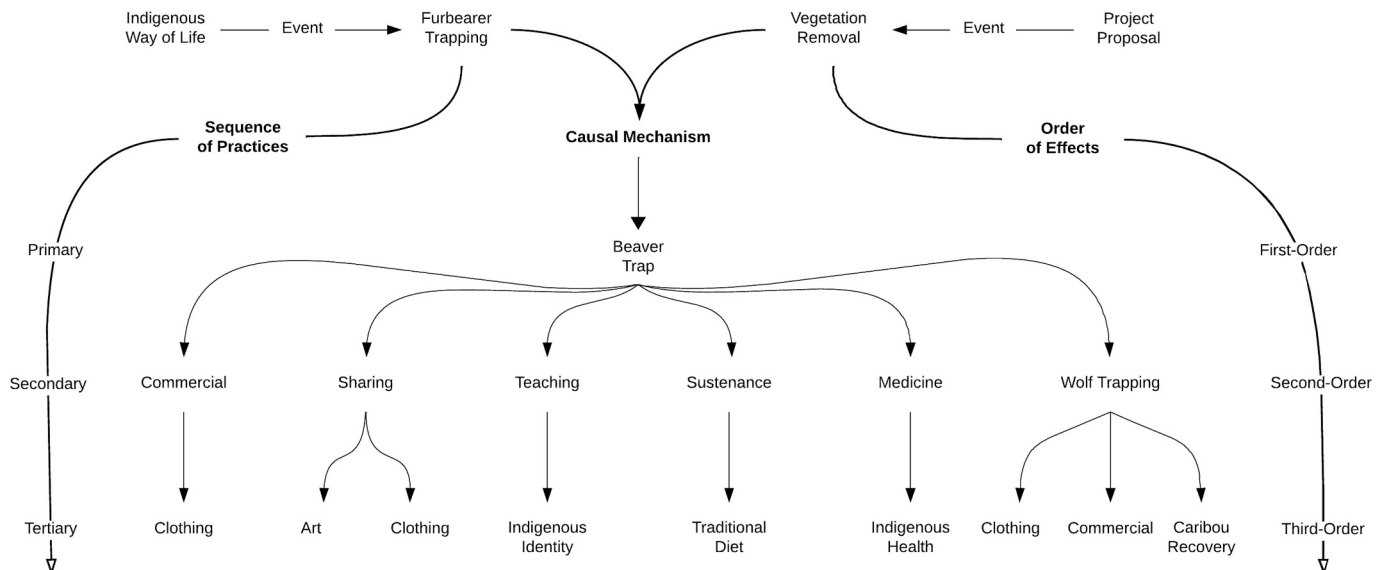 Indigenous
Way of Life
Event
Furbearer
Trapping
Vegetation
Removal
Event
Project
Proposal
Sequence
of Practices
Causal Mechanism
Order
of Effects
Primary
Beaver
Trap
First-Order
Secondary
Commercial
Sharing
Teaching
Sustenance
Medicine
Wolf Trapping
Second-Order
Tertiary
Clothing
Art
Clothing
Indigenous
Identity
Traditional
Diet
Indigenous
Health
Clothing
Commercial
Caribou
Recovery
Third-Order